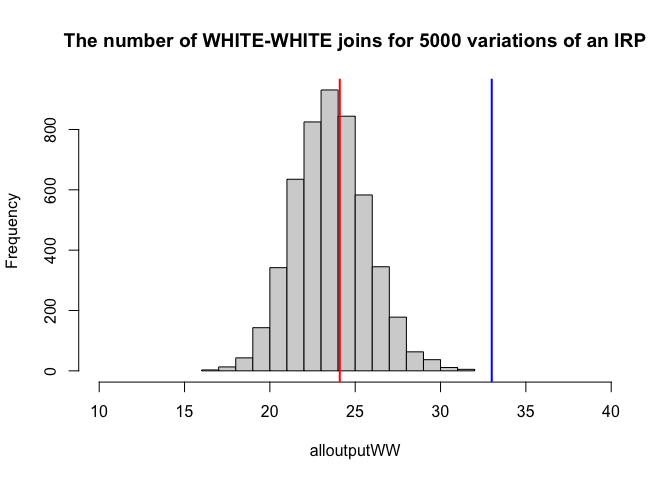 The number of WHITE-WHITE joins for 5000 variations of an IRP
Frequency
800
600
400
200
0
10 15 20 25 30 35 40
alloutputWW